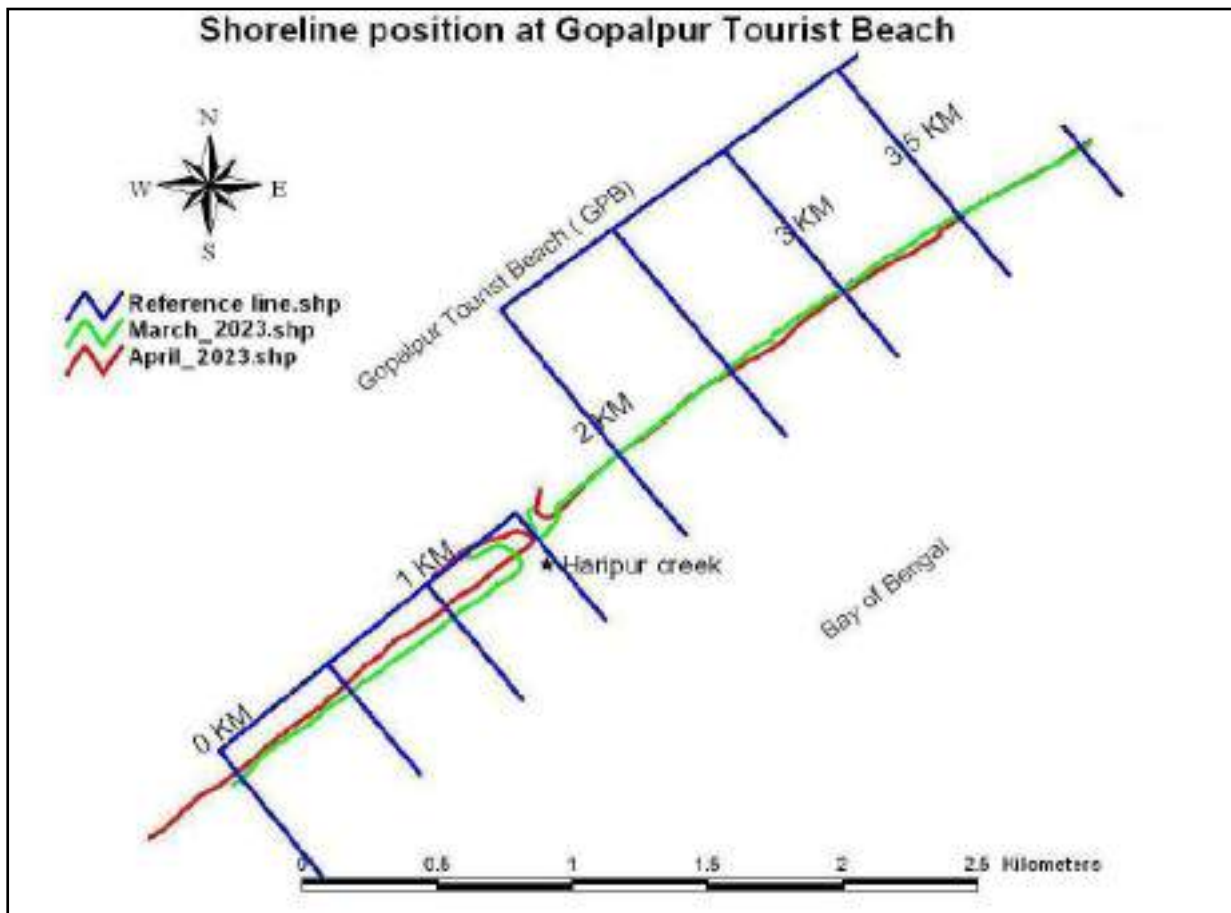 Shoreline position at Gopalpur Tourist Beach
N
W
E
S
Reference line.shp
March_2023.shp
April_2023.shp
Gopalpur Tourist Beach ( GPB)
3.5 KM
3 KM
2 KM
1 KM
0 KM
Haripur creek
Bay of Bengal
0 0.5 1 1.5 2 2.5 Kilometers